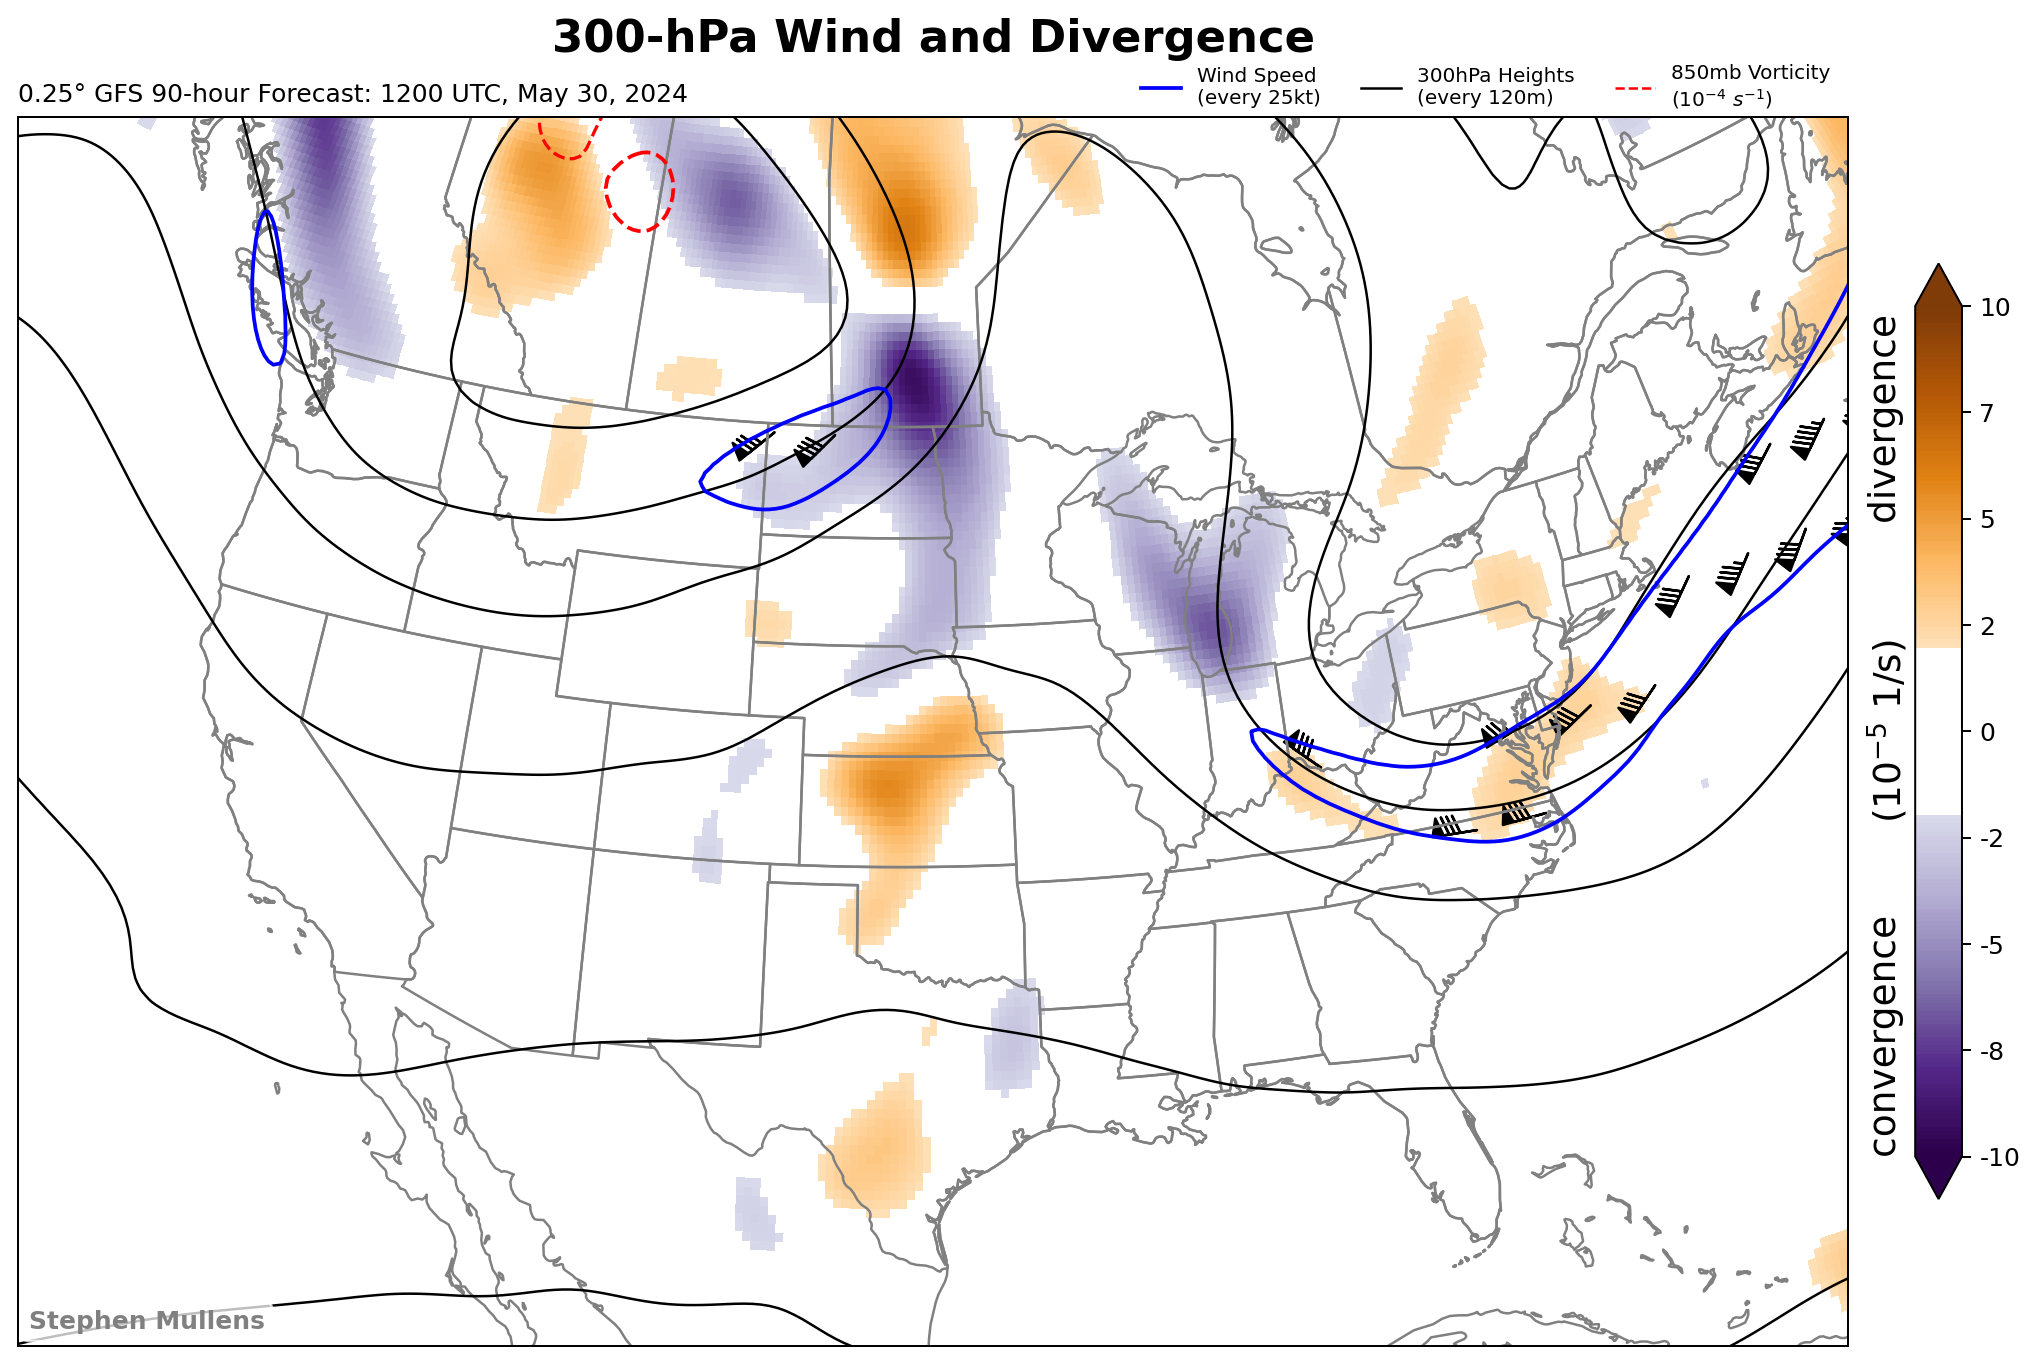 300-hPa Wind and Divergence
0.25° GFS 90-hour Forecast: 1200 UTC, May 30, 2024
Wind Speed
(every 25kt)
300hPa Heights
(every 120m)
850mb Vorticity
(10⁻⁴ s⁻¹)
10
7
5
2
0
-2
-5
-8
-10
convergence (10⁻⁵ 1/s) divergence
Stephen Mullens